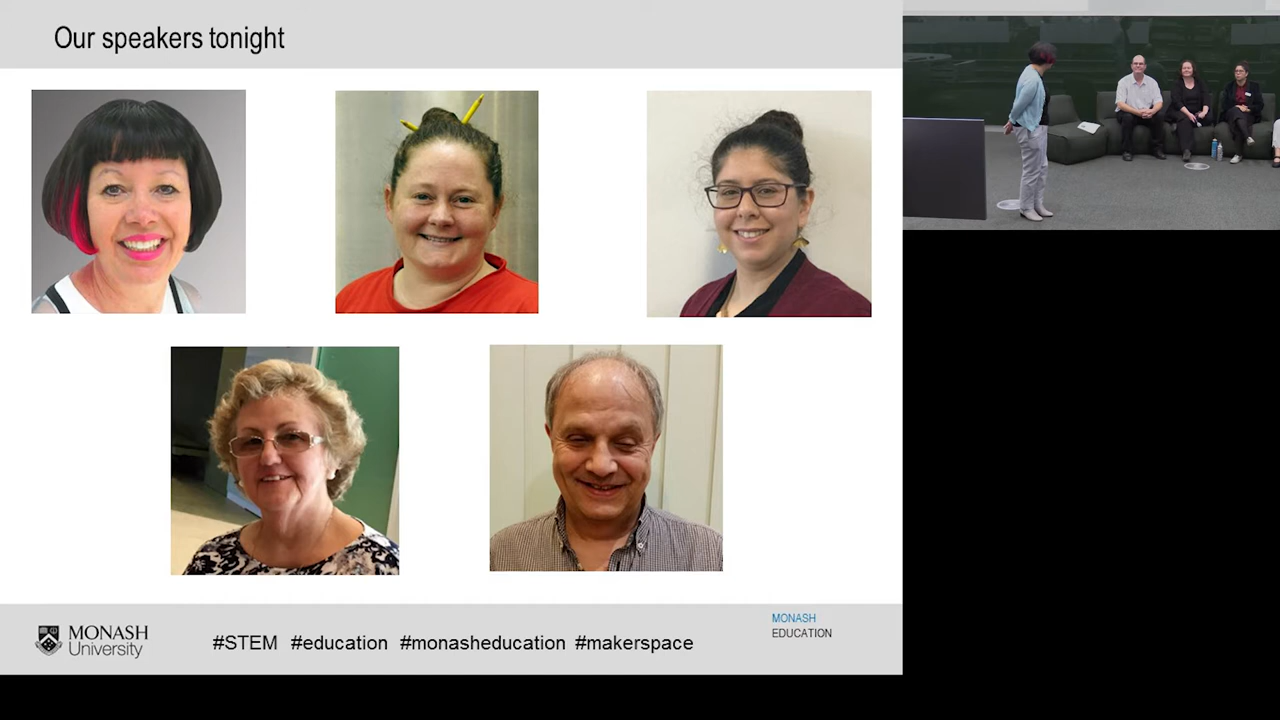 Our speakers tonight
MONASH
University
#STEM #education #monasheducation #makerspace
MONASH
EDUCATION